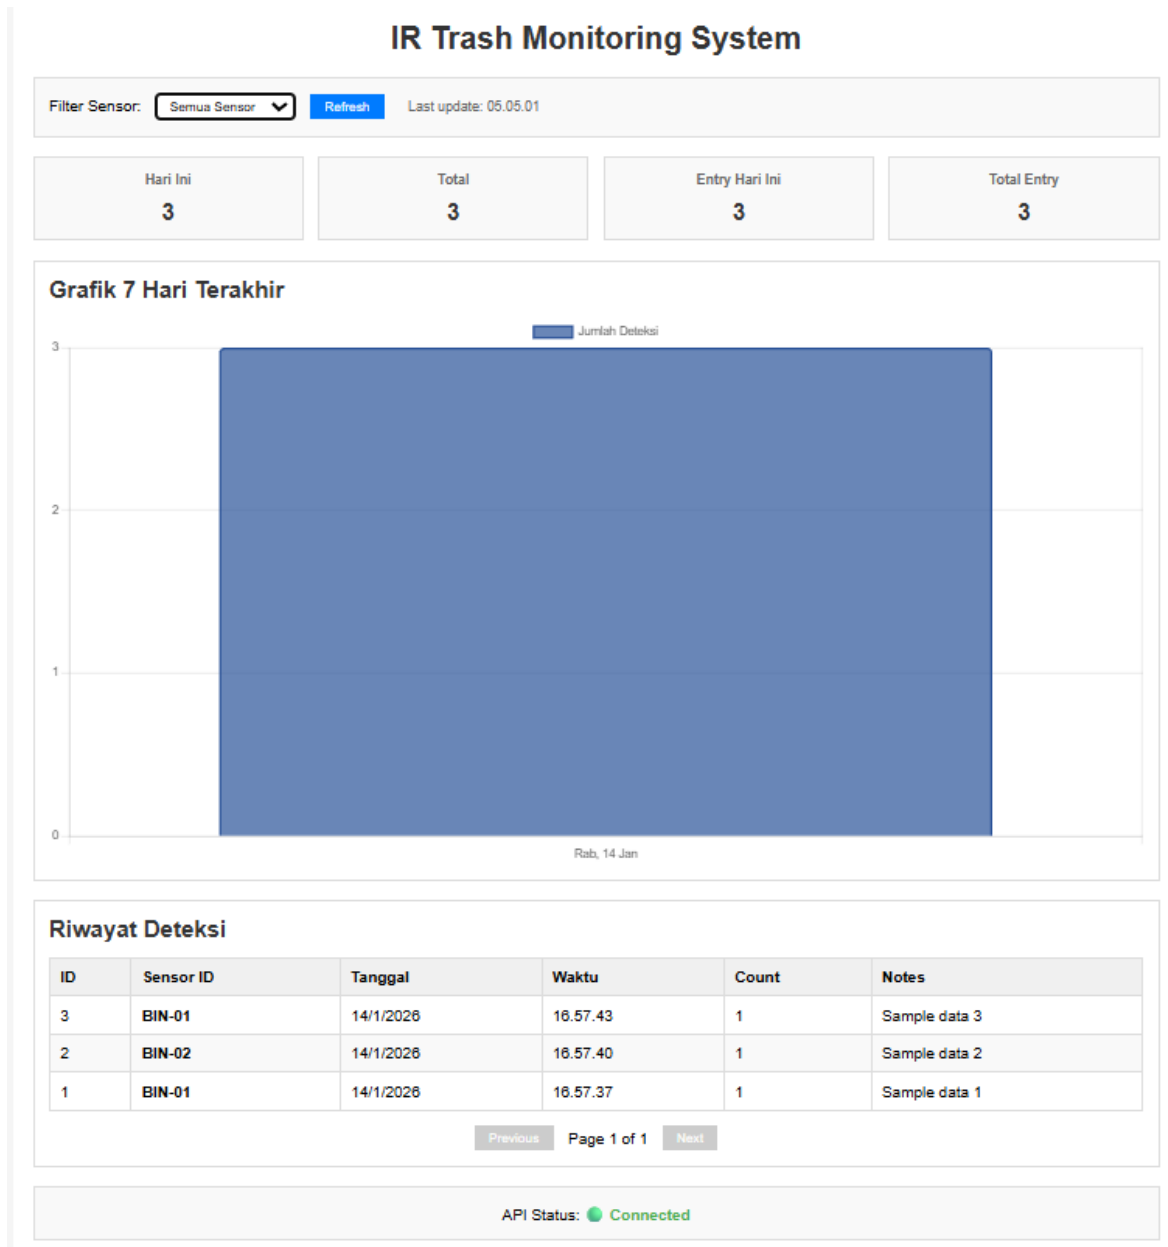 IR Trash Monitoring System
Filter Sensor: Semua Sensor Refresh Last update: 05.05.01
Hari Ini Total Entry Hari Ini Total Entry
3 3 3 3
Grafik 7 Hari Terakhir
Jumlah Deteksi
3
2
1
0
Rab, 14 Jan
Riwayat Deteksi
ID Sensor ID Tanggal Waktu Count Notes
3 BIN-01 14/1/2026 16.57.43 1 Sample data 3
2 BIN-02 14/1/2026 16.57.40 1 Sample data 2
1 BIN-01 14/1/2026 16.57.37 1 Sample data 1
Previous Page 1 of 1 Next
API Status: Connected